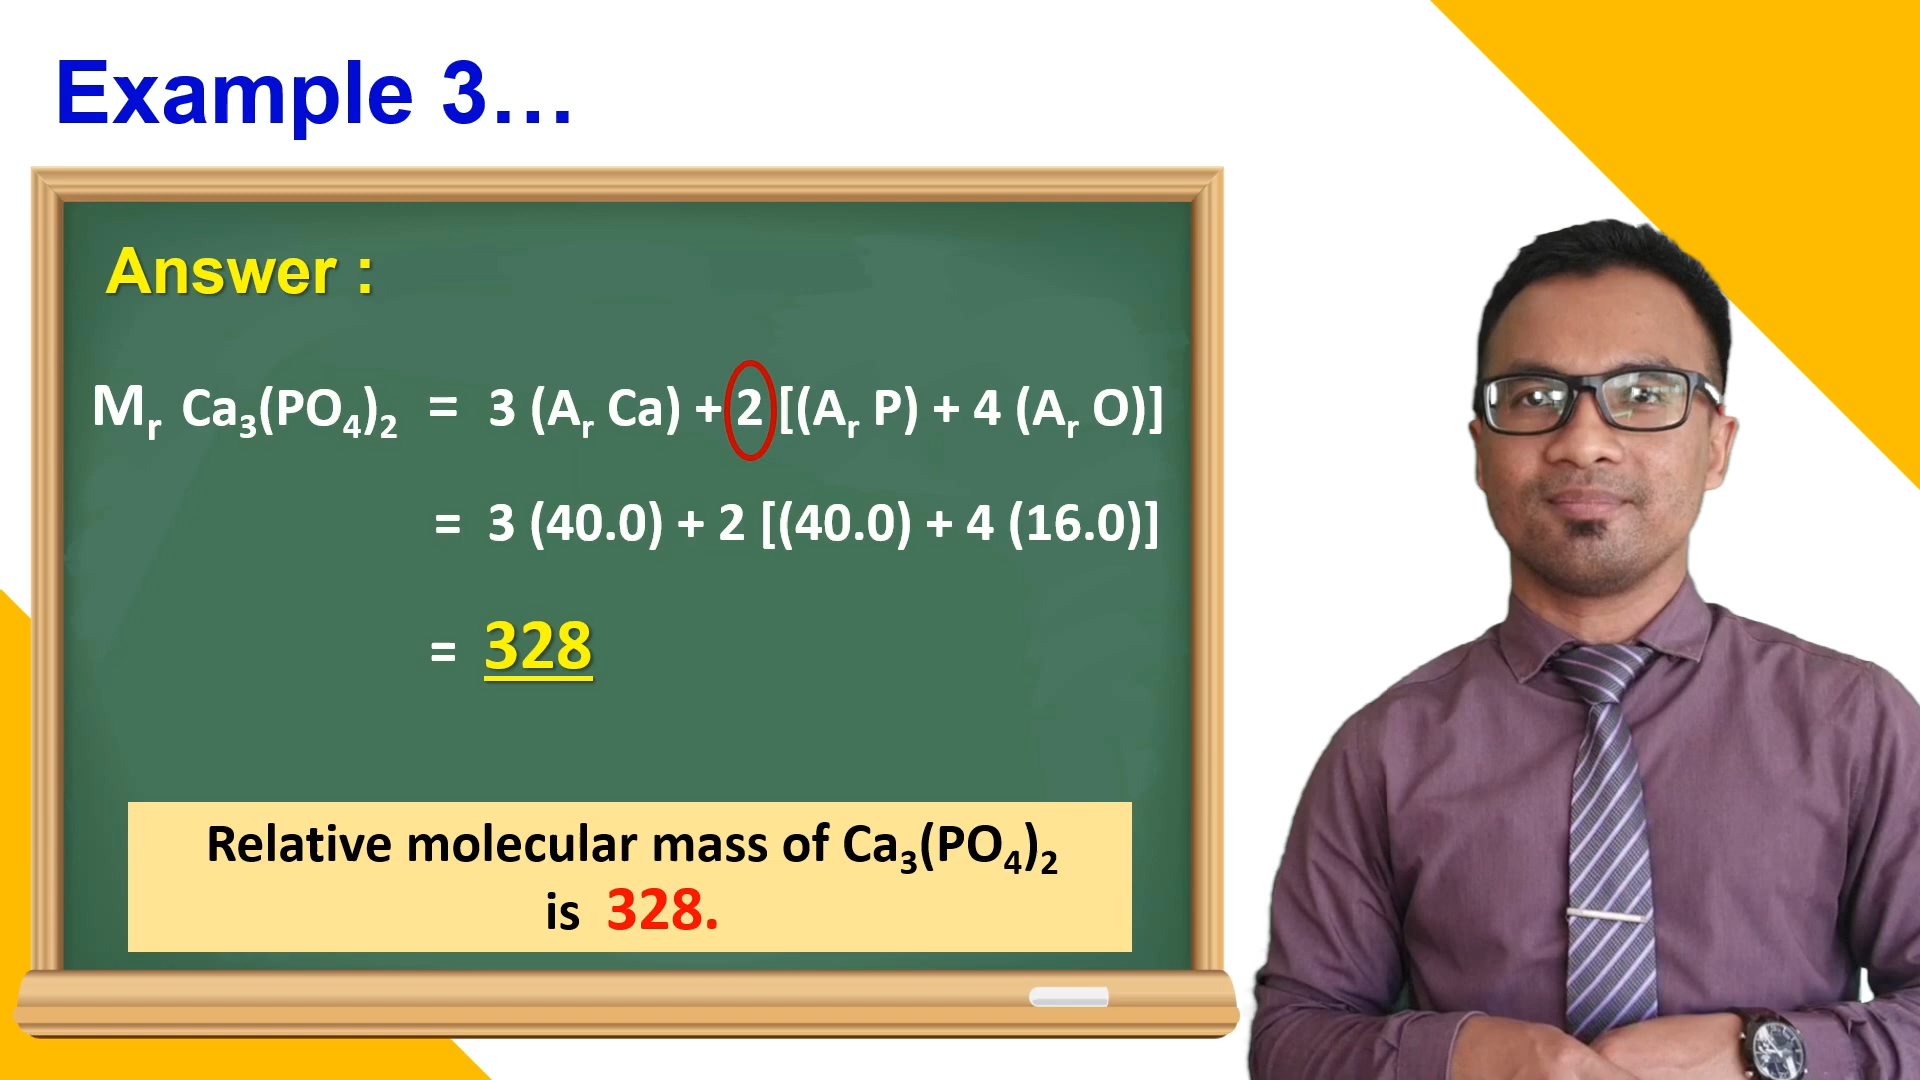 Example 3...
Answer :
Mr Ca3(PO4)2 = 3 (Ar Ca) + 2 [(Ar P) + 4 (Ar O)]
= 3 (40.0) + 2 [(40.0) + 4 (16.0)]
= 328
Relative molecular mass of Ca3(PO4)2
is 328.